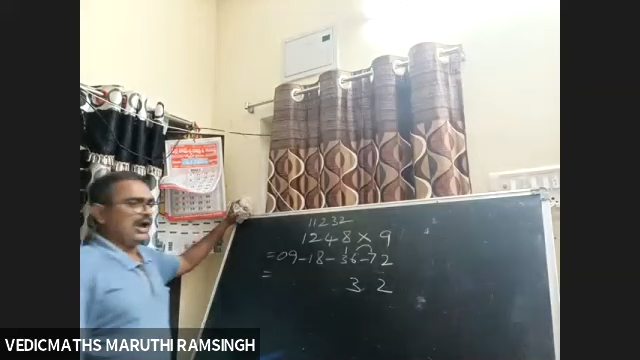 11232
1248 × 9
= 09 - 18 - 36 - 72
= 3 2
VEDICMATHS MARUTHI RAMSINGH